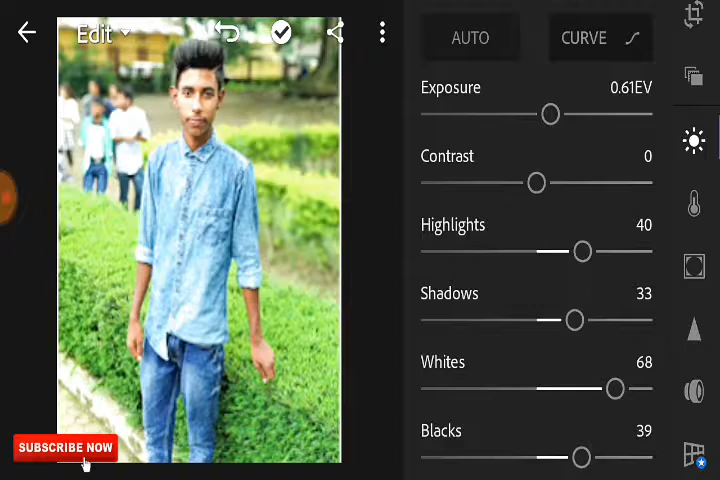 Edit
AUTO
CURVE
Exposure 0.61EV
Contrast 0
Highlights 40
Shadows 33
Whites 68
Blacks 39
SUBSCRIBE NOW